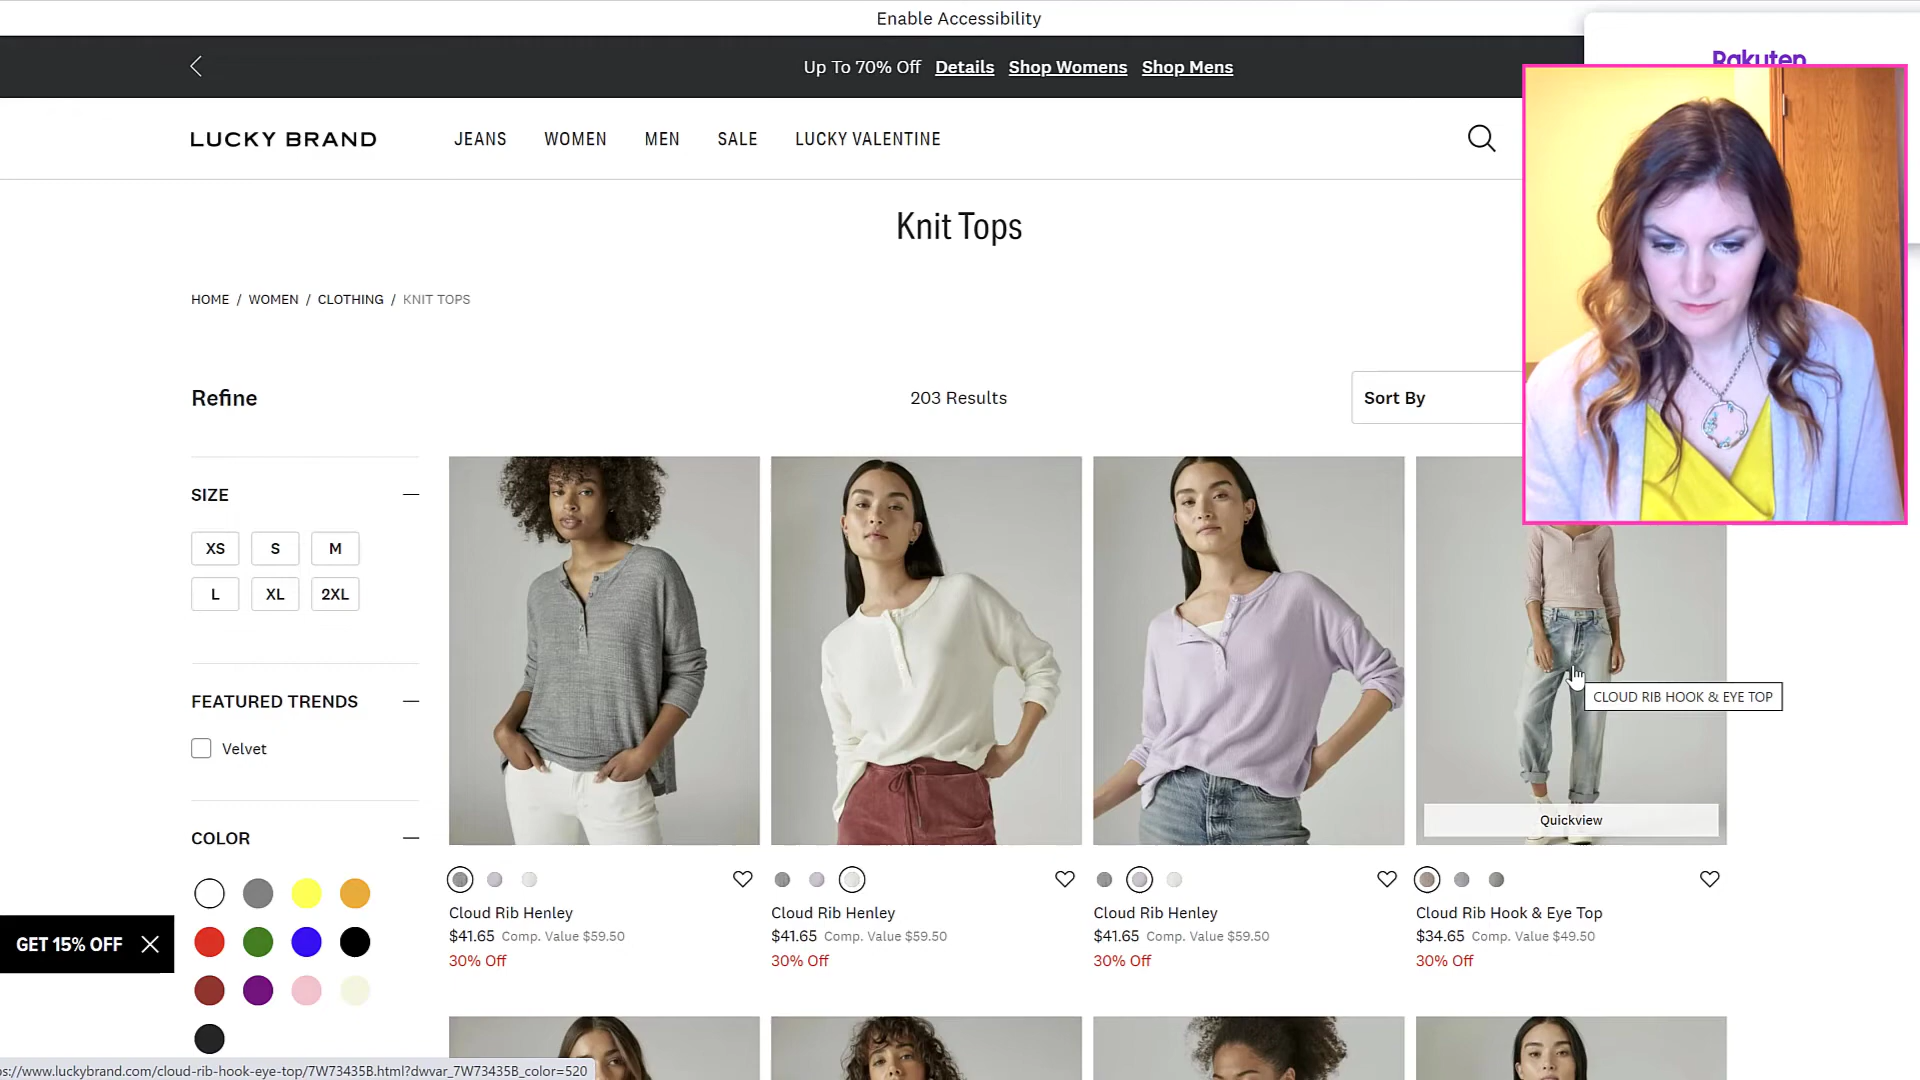 Enable Accessibility
Up To 70% Off Details Shop Womens Shop Mens
Rakuten
LUCKY BRAND JEANS WOMEN MEN SALE LUCKY VALENTINE
Knit Tops
HOME / WOMEN / CLOTHING / KNIT TOPS
Refine
203 Results
Sort By
SIZE
XS S M
L XL 2XL
FEATURED TRENDS
Velvet
COLOR
GET 15% OFF
CLOUD RIB HOOK & EYE TOP
Quickview
Cloud Rib Henley
$41.65 Comp. Value $59.50
30% Off
Cloud Rib Henley
$41.65 Comp. Value $59.50
30% Off
Cloud Rib Henley
$41.65 Comp. Value $59.50
30% Off
Cloud Rib Hook & Eye Top
$34.65 Comp. Value $49.50
30% Off
ps://www.luckybrand.com/cloud-rib-hook-eye-top/7W73435B.html?dwvar_7W73435B_color=520